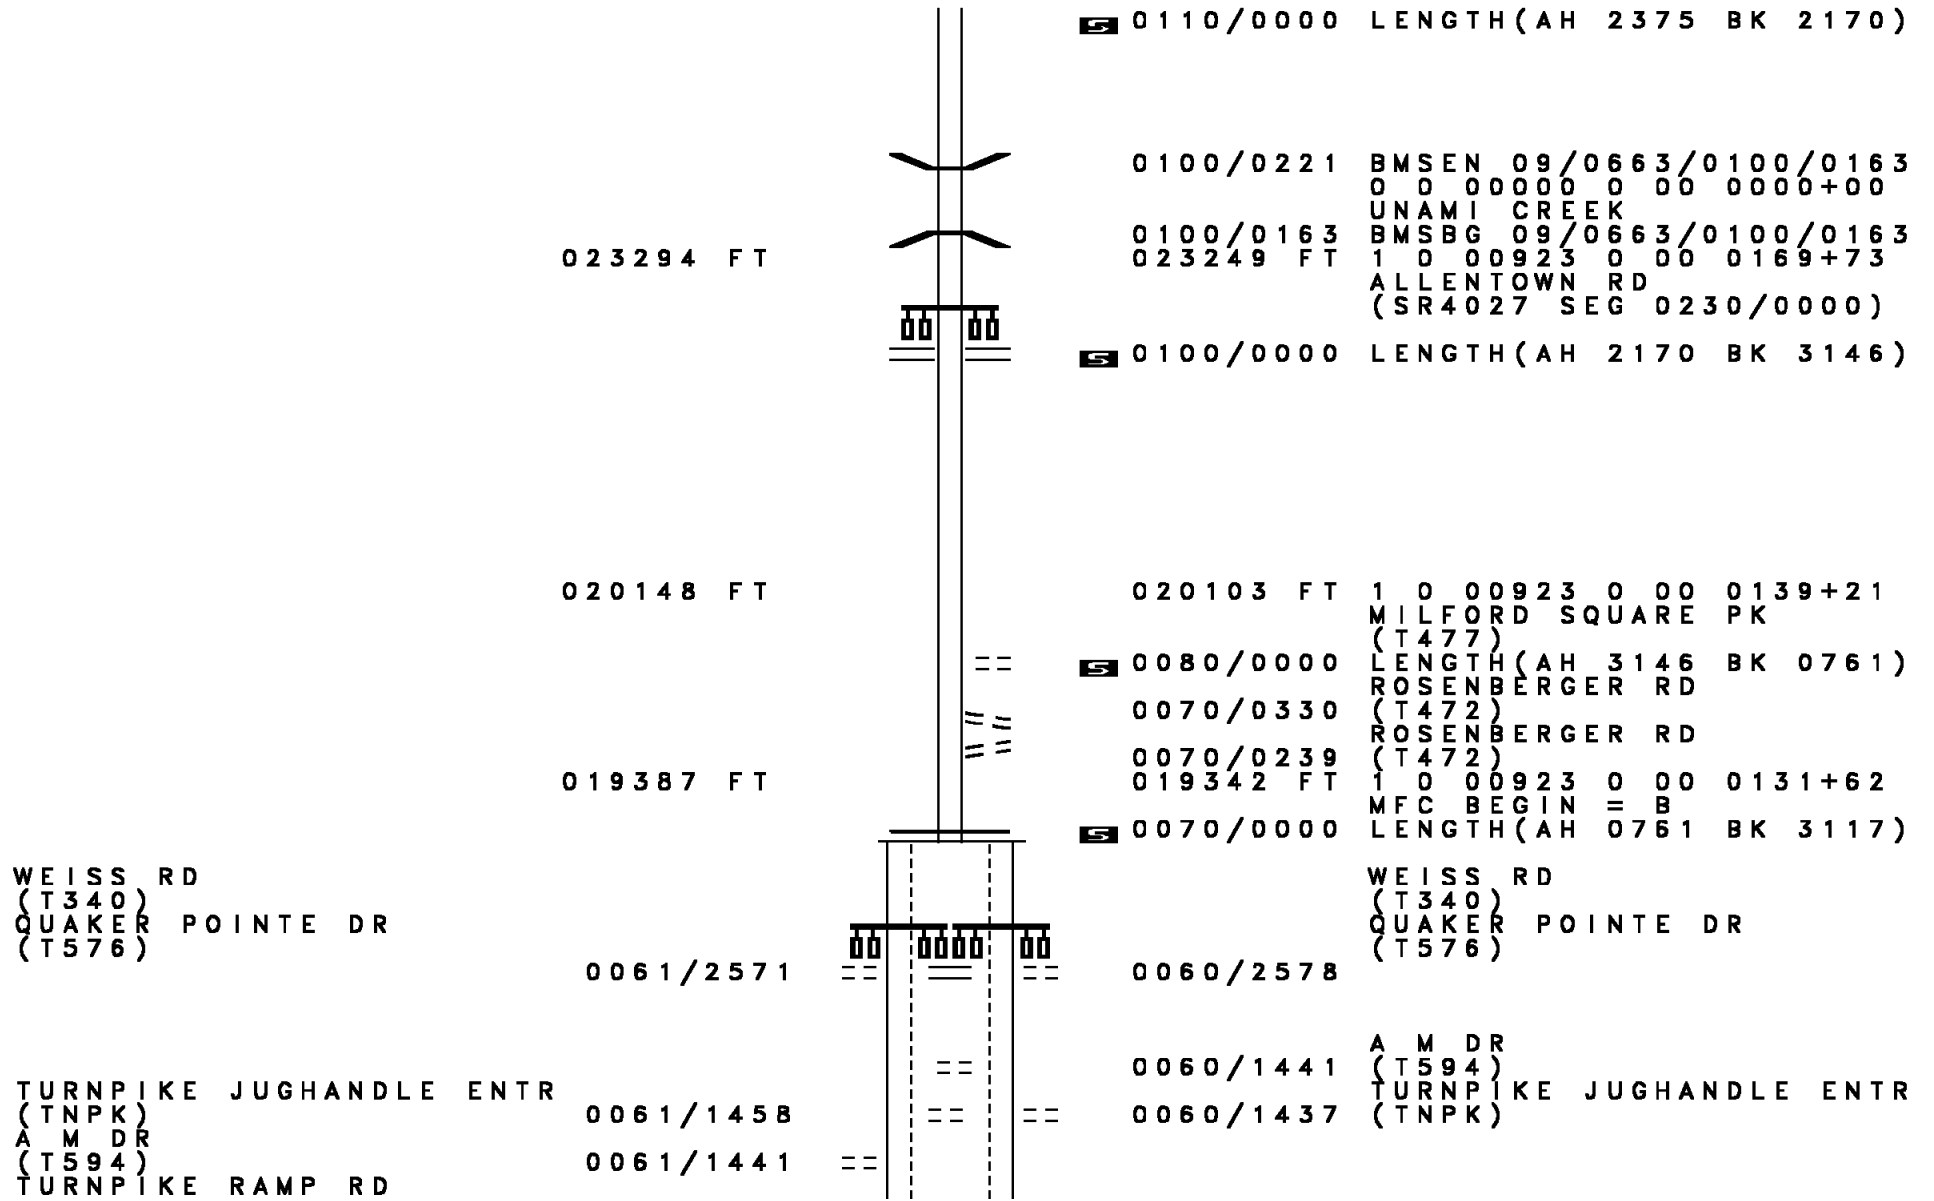 S 0110/0000 LENGTH(AH 2375 BK 2170)
0100/0221 BMSEN 09/0663/0100/0163
0 0 00000 0 00 0000+00
UNAMI CREEK
0100/0163 BMSBG 09/0663/0100/0163
023294 FT 023249 FT 1 0 00923 0 00 0169+73
ALLENTOWN RD
(SR4027 SEG 0230/0000)
S 0100/0000 LENGTH(AH 2170 BK 3146)
020148 FT 020103 FT 1 0 00923 0 00 0139+21
MILFORD SQUARE PK
(T477)
S 0080/0000 LENGTH(AH 3146 BK 0761)
ROSENBERGER RD
0070/0330 (T472)
ROSENBERGER RD
0070/0239 (T472)
019387 FT 019342 FT 1 0 00923 0 00 0131+62
MFC BEGIN = B
S 0070/0000 LENGTH(AH 0761 BK 3117)
WEISS RD WEISS RD
(T340) (T340)
QUAKER POINTE DR QUAKER POINTE DR
(T576) (T576)
0061/2571 0060/2578
A M DR
0060/1441 (T594)
TURNPIKE JUGHANDLE ENTR TURNPIKE JUGHANDLE ENTR
(TNPK) 0061/1458 0060/1437 (TNPK)
A M DR
(T594) 0061/1441
TURNPIKE RAMP RD